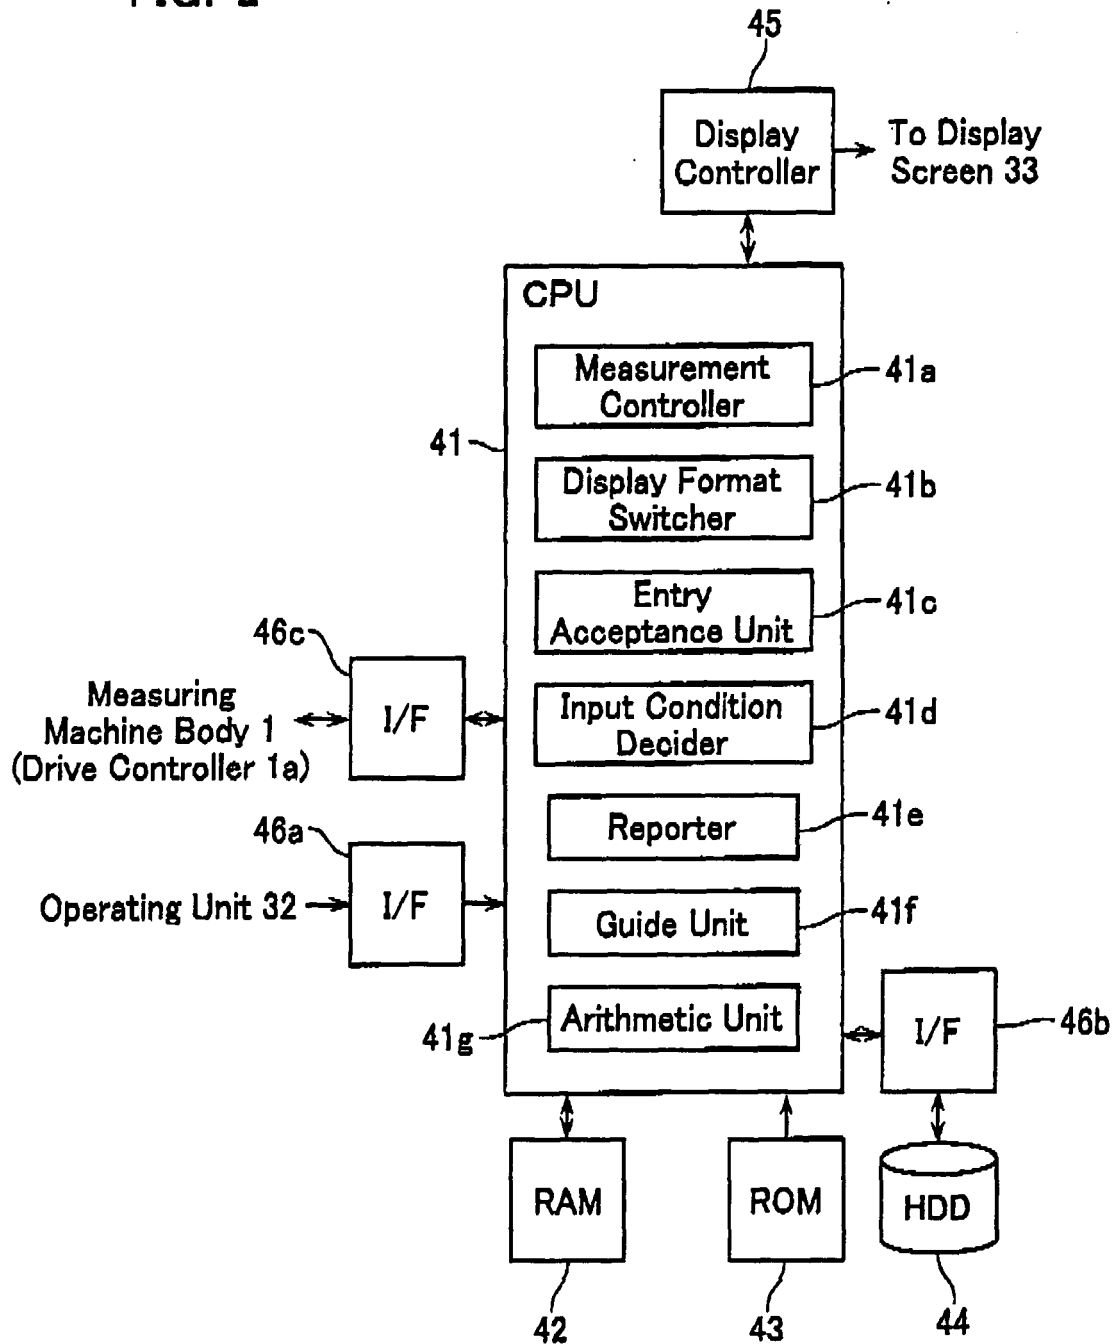 45
Display
Controller
To Display
Screen 33
CPU
Measurement
Controller
41a
41
Display Format
Switcher
41b
Entry
Acceptance Unit
41c
46c
Measuring
Machine Body 1
(Drive Controller 1a)
I/F
Input Condition
Decider
41d
Reporter
41e
46a
Operating Unit 32
I/F
Guide Unit
41f
Arithmetic Unit
41g
I/F
46b
RAM
ROM
HDD
42
43
44